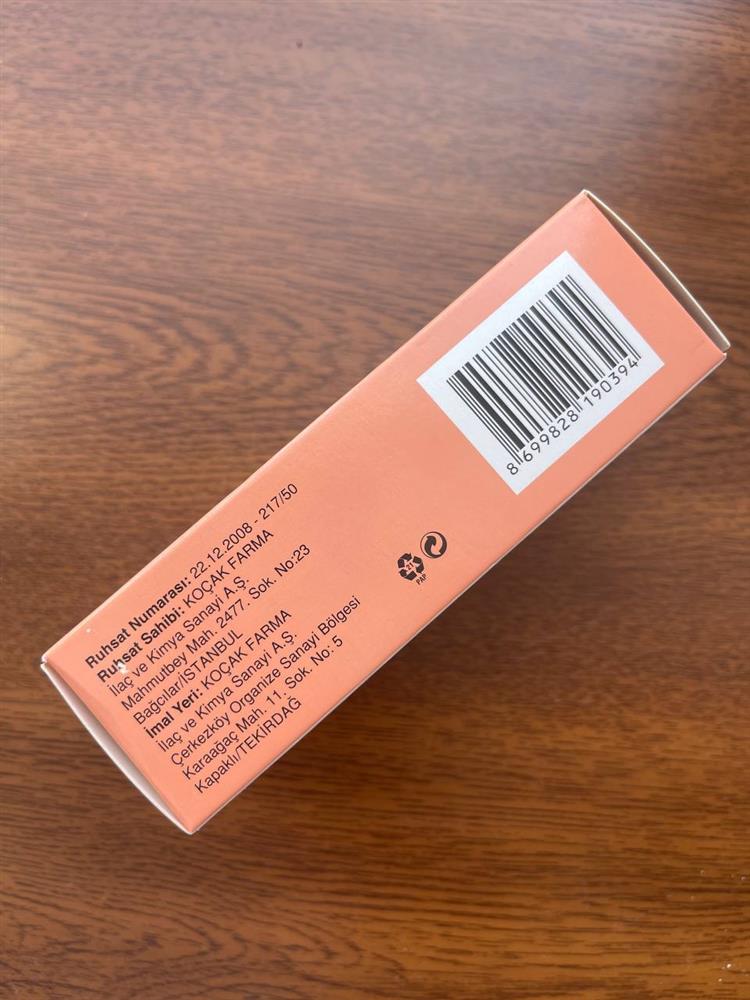 Ruhsat Numarası: 22.12.2008 - 217/50
Ruhsat Sahibi: KOÇAK FARMA
İlaç ve Kimya Sanayi A.Ş.
Mahmutbey Mah. 2477. Sok. No:23
Bağcılar/İSTANBUL
İmal Yeri: KOÇAK FARMA
İlaç ve Kimya Sanayi A.Ş.
Çerkezköy Organize Sanayi Bölgesi
Karaağaç Mah. 11. Sok. No: 5
Kapaklı/TEKİRDAĞ
21
PAP
8 699828 190394